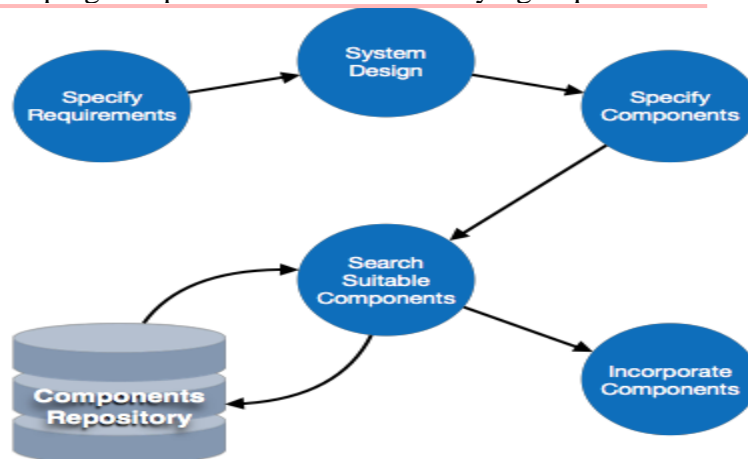 System
Design
Specify
Requirements
Specify
Components
Search
Suitable
Components
Incorporate
Components
Components
Repository